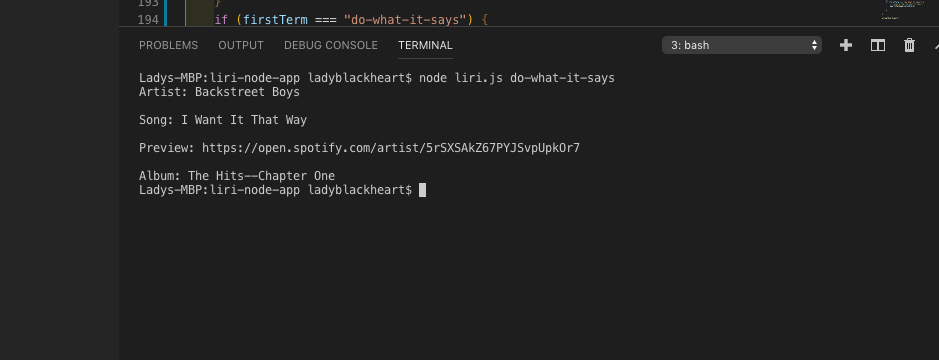 193 }
194 if (firstTerm === "do-what-it-says") {
PROBLEMS OUTPUT DEBUG CONSOLE TERMINAL 3: bash
Ladys-MBP:liri-node-app ladyblackheart$ node liri.js do-what-it-says
Artist: Backstreet Boys
Song: I Want It That Way
Preview: https://open.spotify.com/artist/5rSXSAkZ67PYJSvpUpkOr7
Album: The Hits--Chapter One
Ladys-MBP:liri-node-app ladyblackheart$